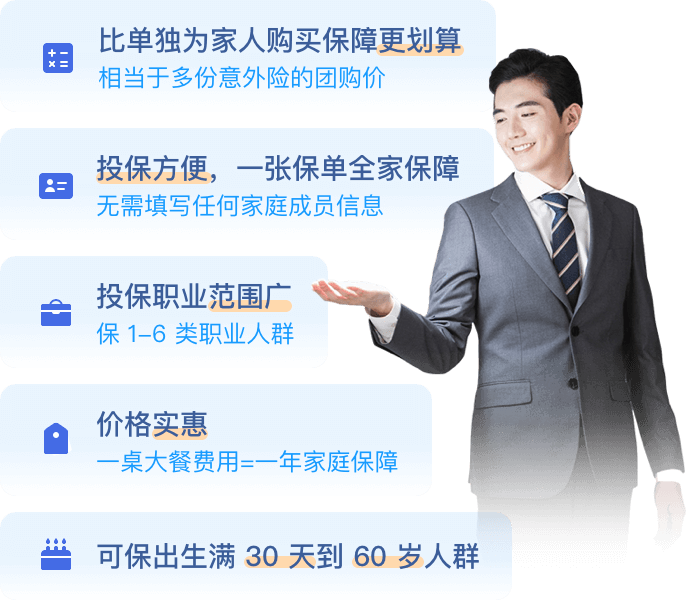 比单独为家人购买保障更划算
相当于多份意外险的团购价
投保方便，一张保单全家保障
无需填写任何家庭成员信息
投保职业范围广
保 1–6 类职业人群
价格实惠
一桌大餐费用=一年家庭保障
可保出生满 30 天到 60 岁人群